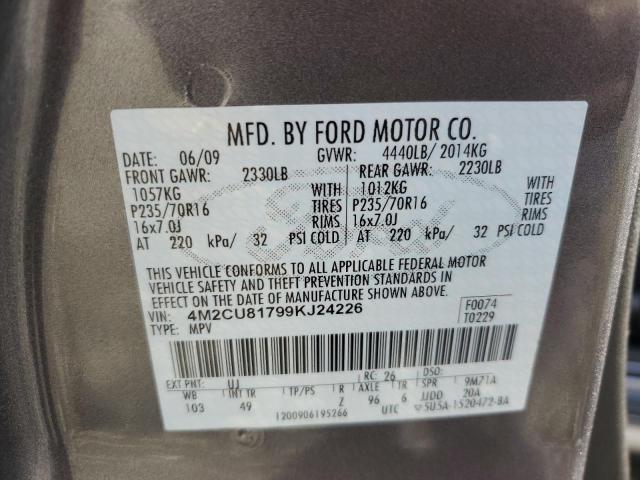 MFD. BY FORD MOTOR CO.
DATE: 06/09 GVWR: 4440LB/ 2014KG
FRONT GAWR: 2330LB REAR GAWR: 2230LB
1057KG WITH 1012KG WITH
P235/70R16 TIRES P235/70R16 TIRES
16x7.0J RIMS 16x7.0J RIMS
AT 220 kPa/ 32 PSI COLD AT 220 kPa/ 32 PSI COLD
Ford
THIS VEHICLE CONFORMS TO ALL APPLICABLE FEDERAL MOTOR
VEHICLE SAFETY AND THEFT PREVENTION STANDARDS IN
EFFECT ON THE DATE OF MANUFACTURE SHOWN ABOVE.
VIN: 4M2CU81799KJ24226 F0074
TYPE: MPV T0229
EXT PNT: UJ RC: 26 DSO:
WB INT TR TP/PS R AXLE TR SPR 9M71A
103 49 Z 96 6 JJDD 20A
1200906195266 UTC 5U5A-1520472-BA